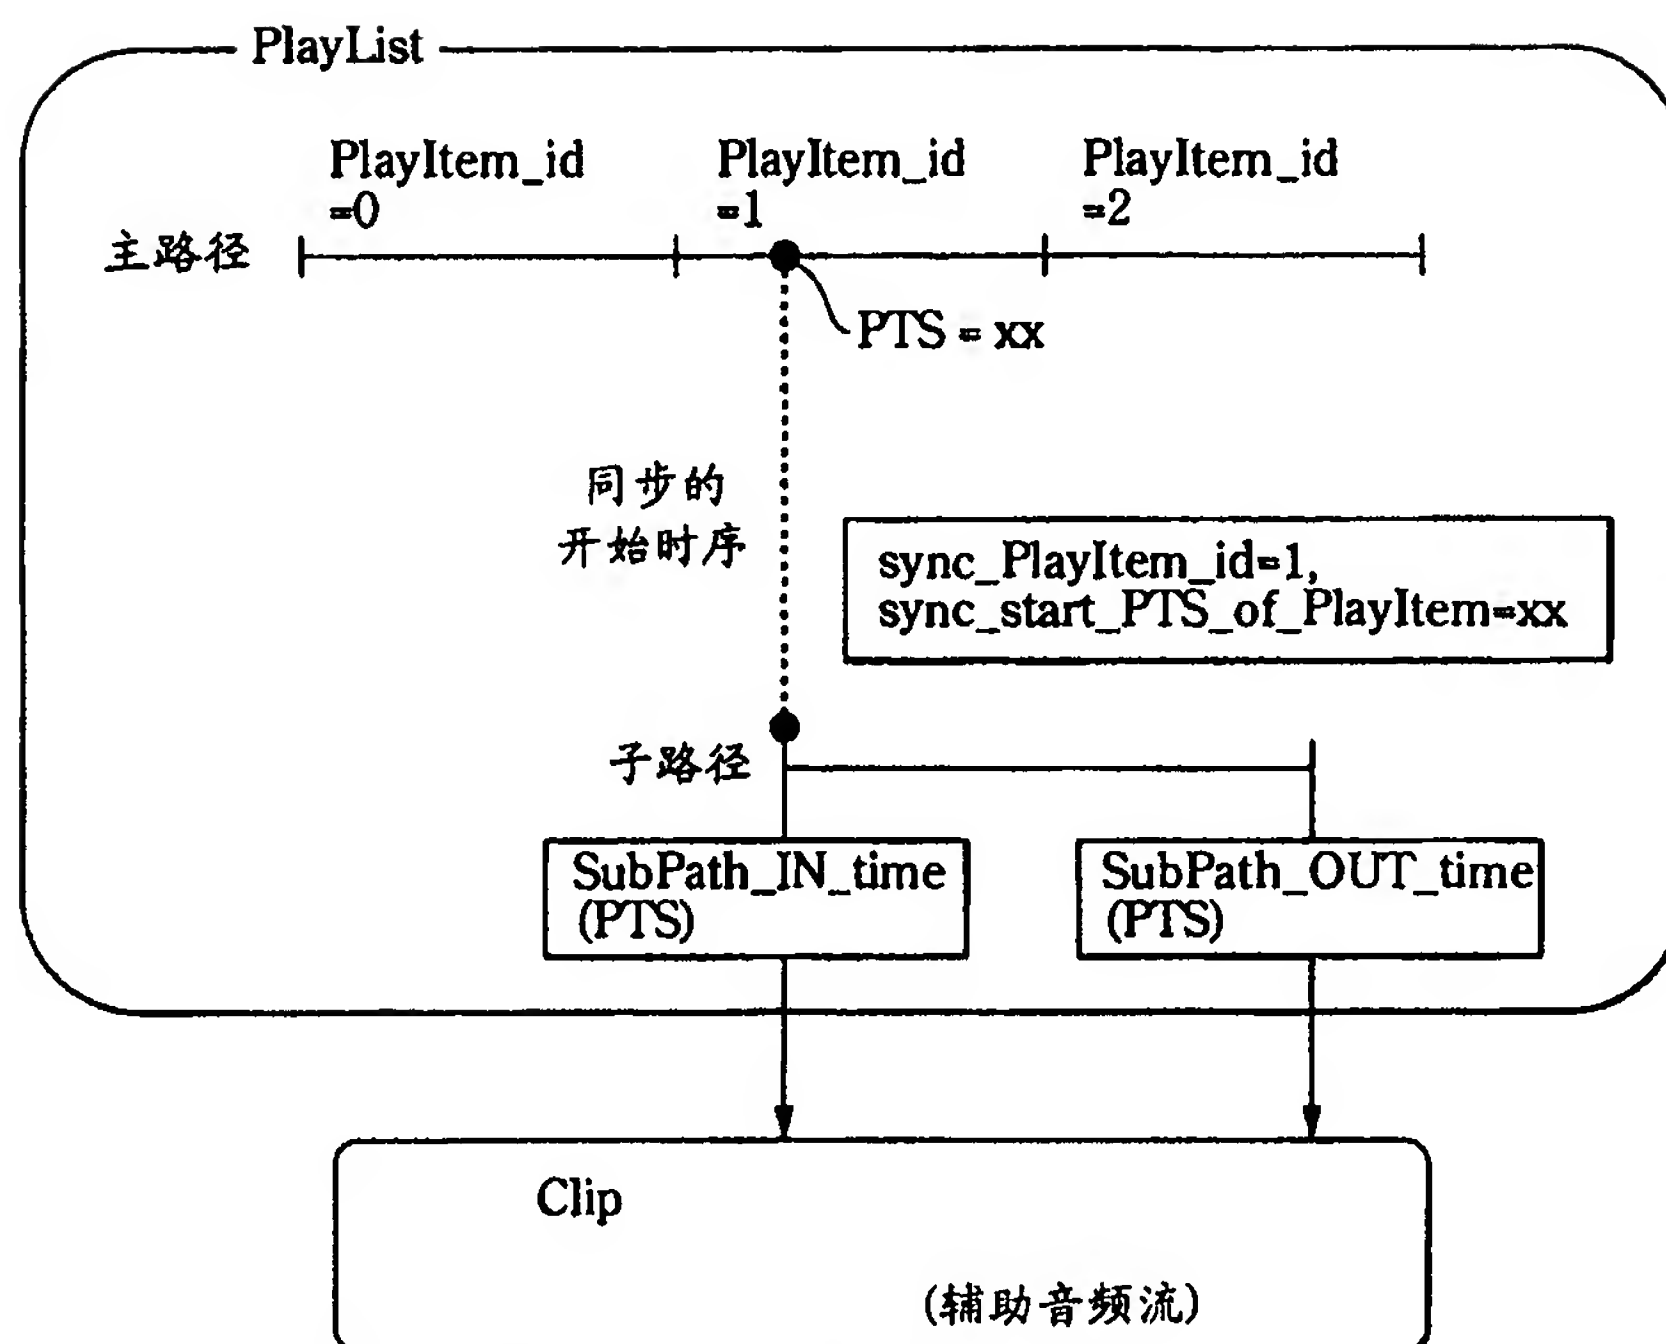 PlayList
PlayItem_id
=0
PlayItem_id
=1
PlayItem_id
=2
主路径
PTS = xx
同步的
开始时序
sync_PlayItem_id=1,
sync_start_PTS_of_PlayItem=xx
子路径
SubPath_IN_time
(PTS)
SubPath_OUT_time
(PTS)
Clip
(辅助音频流)